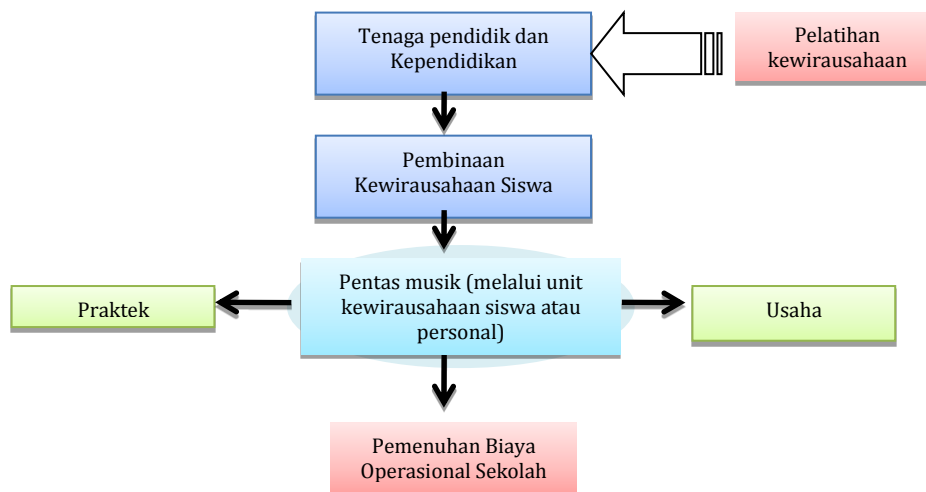 Tenaga pendidik dan
Kependidikan
Pelatihan
kewirausahaan
Pembinaan
Kewirausahaan Siswa
Pentas musik (melalui unit
kewirausahaan siswa atau
personal)
Praktek
Usaha
Pemenuhan Biaya
Operasional Sekolah